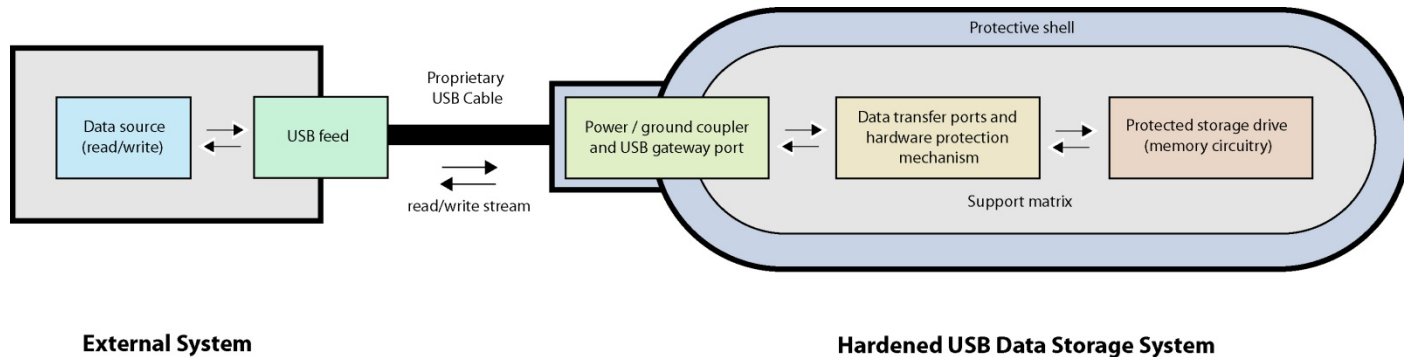 Protective shell
Proprietary
USB Cable
Data source
(read/write)
USB feed
Power / ground coupler
and USB gateway port
Data transfer ports and
hardware protection
mechanism
Protected storage drive
(memory circuitry)
read/write stream
Support matrix
External System
Hardened USB Data Storage System